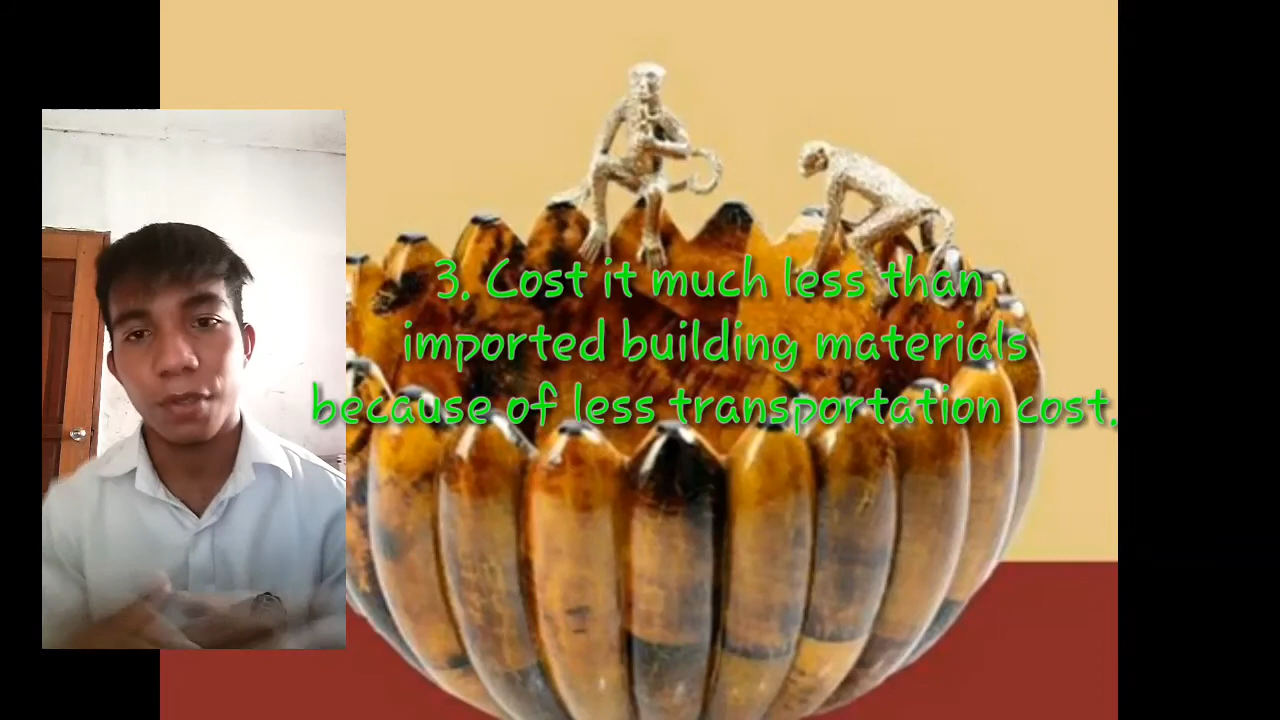 3. Cost it much less than
imported building materials
because of less transportation cost.